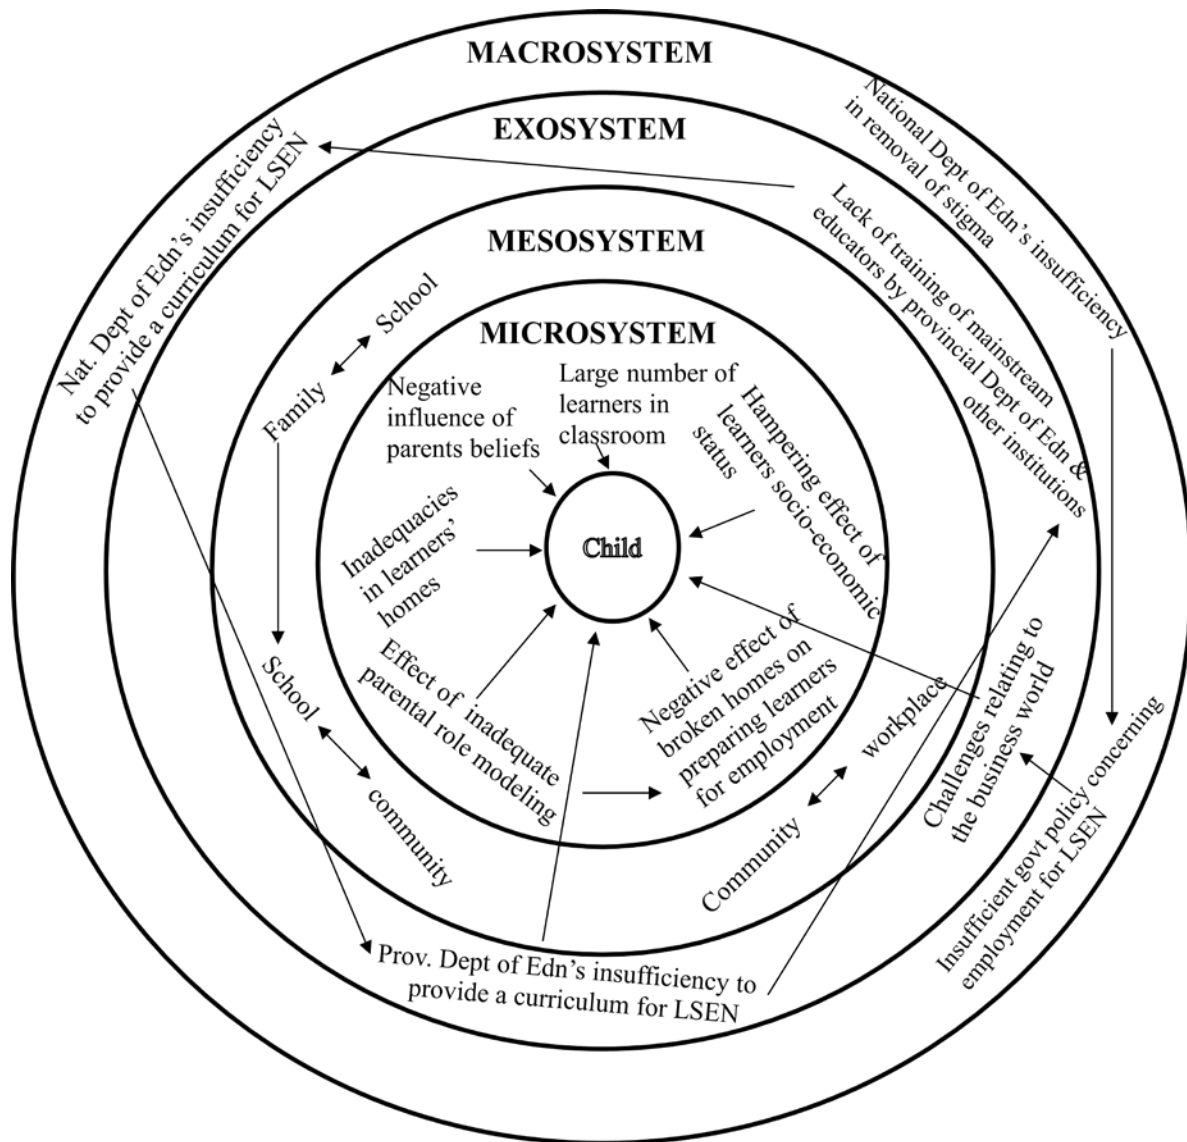 MACROSYSTEM
EXOSYSTEM
MESOSYSTEM
MICROSYSTEM
Nat. Dept of Edn’s insufficiency
to provide a curriculum for LSEN
National Dept of Edn’s insufficiency
in removal of stigma
Lack of training of mainstream
educators by provincial Dept of Edn &
other institutions
Family
School
Negative
influence of
parents beliefs
Large number of
learners in
classroom
Hampering effect of
learners socio-economic
status
Inadequacies
in learners’
homes
Child
Effect of inadequate
parental role modeling
Negative effect of
broken homes on
preparing learners
for employment
School
community
Community
workplace
Challenges relating to
the business world
Insufficient govt policy concerning
employment for LSEN
Prov. Dept of Edn’s insufficiency to
provide a curriculum for LSEN